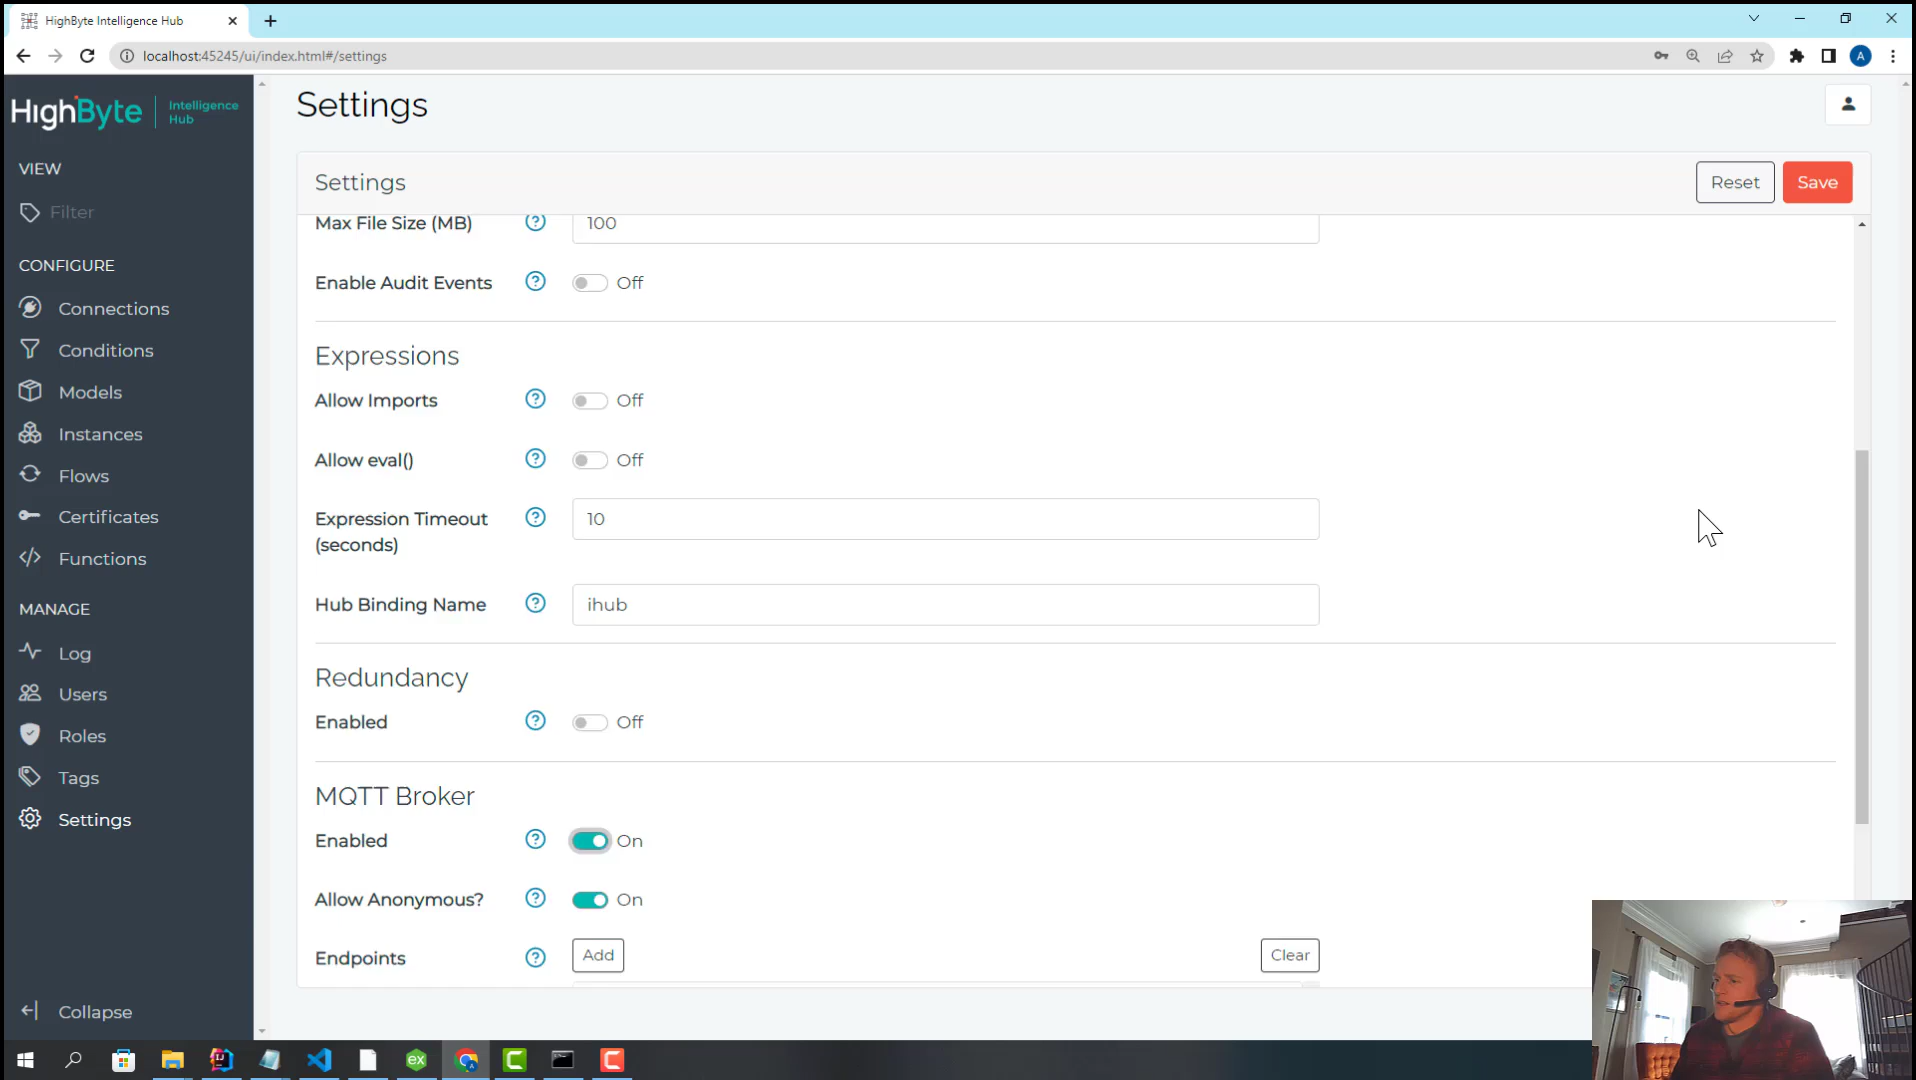 HighByte Intelligence Hub
localhost:45245/ui/index.html#/settings
A
HighByte
Intelligence
Hub
Settings
VIEW
Filter
CONFIGURE
Connections
Conditions
Models
Instances
Flows
Certificates
Functions
MANAGE
Log
Users
Roles
Tags
Settings
Collapse
Settings
Reset
Save
Max File Size (MB)
?
100
Enable Audit Events
?
Off
Expressions
Allow Imports
?
Off
Allow eval()
?
Off
Expression Timeout
(seconds)
?
10
Hub Binding Name
?
ihub
Redundancy
Enabled
?
Off
MQTT Broker
Enabled
?
On
Allow Anonymous?
?
On
Endpoints
?
Add
Clear
IJ
ex
A
C
C